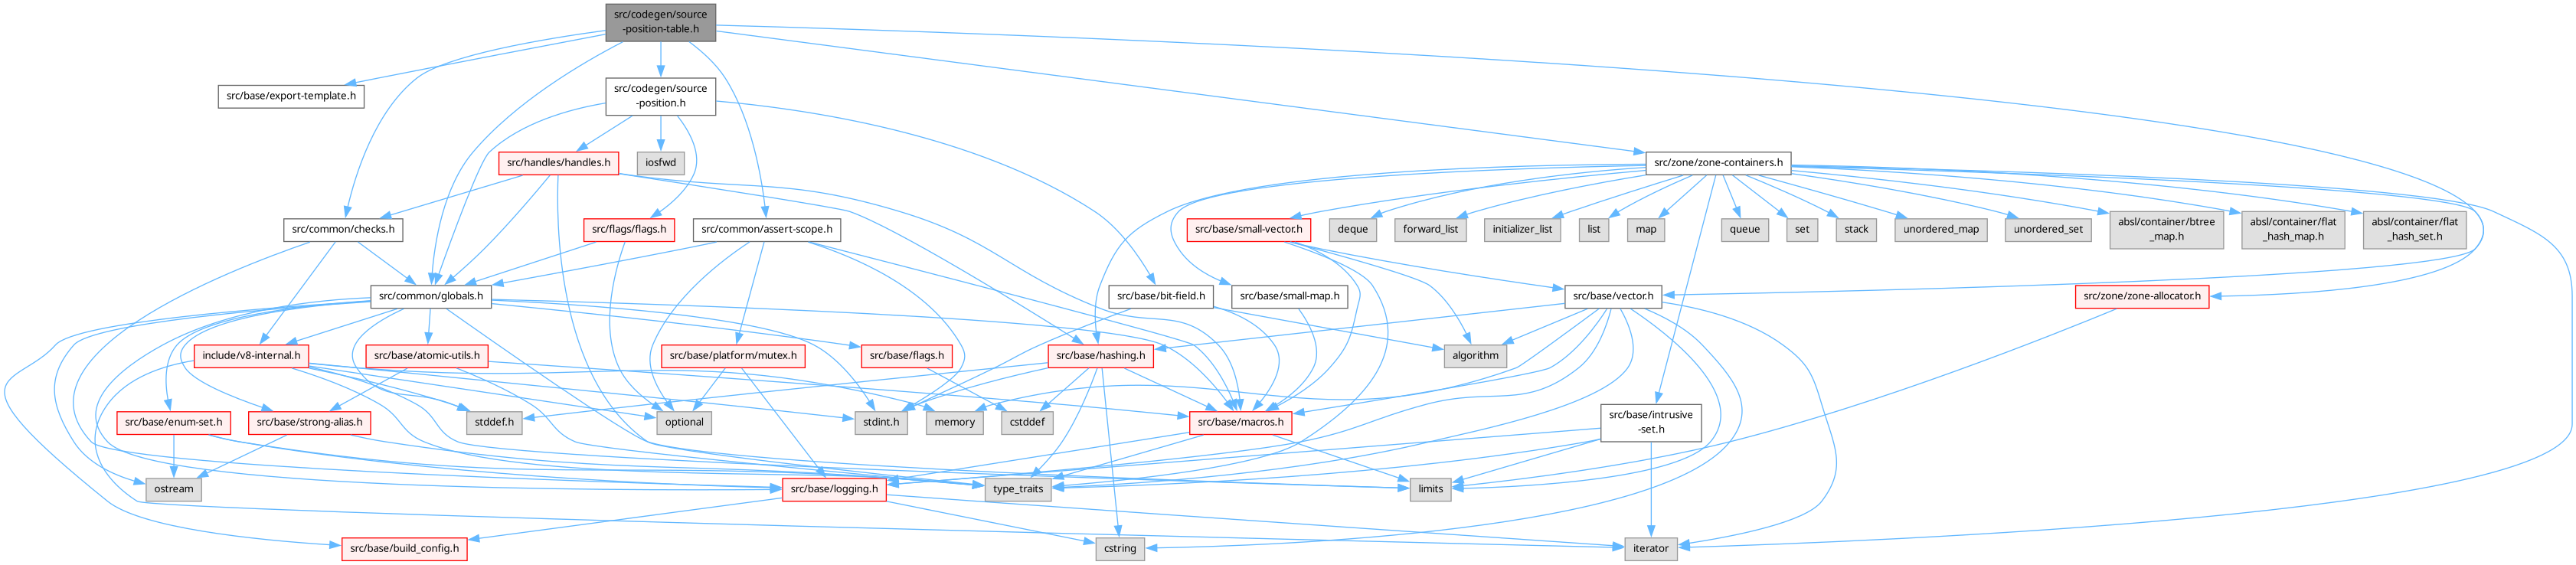 src/codegen/source
-position-table.h
src/base/export-template.h
src/codegen/source
-position.h
src/handles/handles.h
iosfwd
src/zone/zone-containers.h
src/common/checks.h
src/flags/flags.h
src/common/assert-scope.h
src/base/small-vector.h
deque
forward_list
initializer_list
list
map
queue
set
stack
unordered_map
unordered_set
absl/container/btree
_map.h
absl/container/flat
_hash_map.h
absl/container/flat
_hash_set.h
src/common/globals.h
src/base/bit-field.h
src/base/small-map.h
src/base/vector.h
src/zone/zone-allocator.h
include/v8-internal.h
src/base/atomic-utils.h
src/base/platform/mutex.h
src/base/flags.h
src/base/hashing.h
algorithm
src/base/enum-set.h
src/base/strong-alias.h
stddef.h
optional
stdint.h
memory
cstddef
src/base/macros.h
src/base/intrusive
-set.h
ostream
src/base/logging.h
type_traits
limits
src/base/build_config.h
cstring
iterator